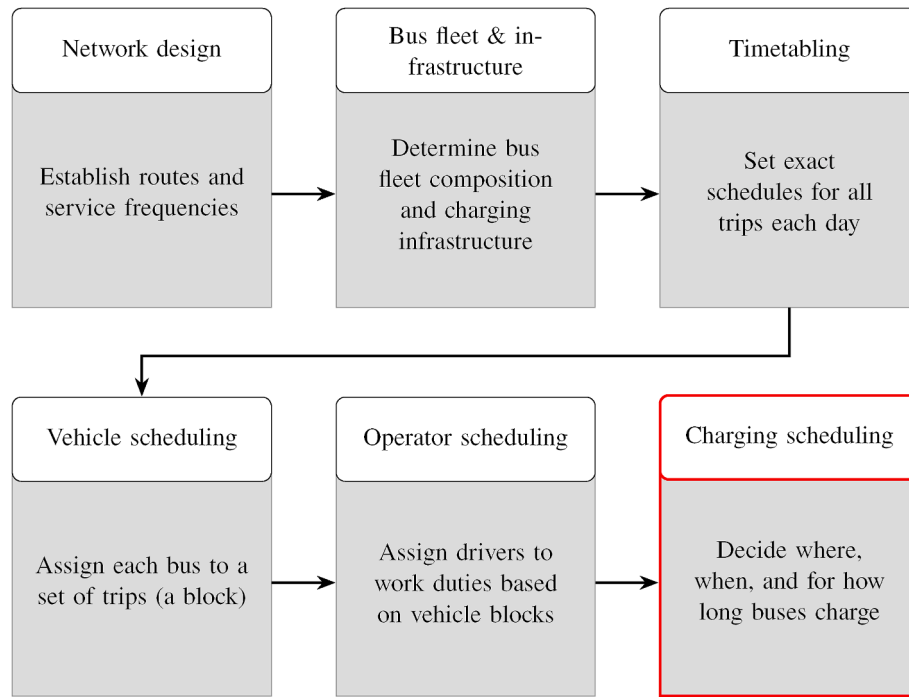 Network design
Establish routes and
service frequencies
Bus fleet & in-
frastructure
Determine bus
fleet composition
and charging
infrastructure
Timetabling
Set exact
schedules for all
trips each day
Vehicle scheduling
Assign each bus to a
set of trips (a block)
Operator scheduling
Assign drivers to
work duties based
on vehicle blocks
Charging scheduling
Decide where,
when, and for how
long buses charge